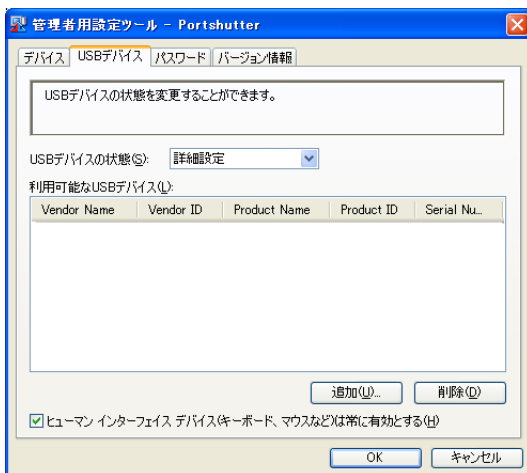 管理者用設定ツール - Portshutter
デバイス USBデバイス パスワード バージョン情報
USBデバイスの状態を変更することができます。
USBデバイスの状態(S): 詳細設定
利用可能なUSBデバイス(L):
Vendor Name Vendor ID Product Name Product ID Serial Nu...
追加(U)... 削除(D)
ヒューマン インターフェイス デバイス(キーボード、マウスなど)は常に有効とする(H)
OK キャンセル